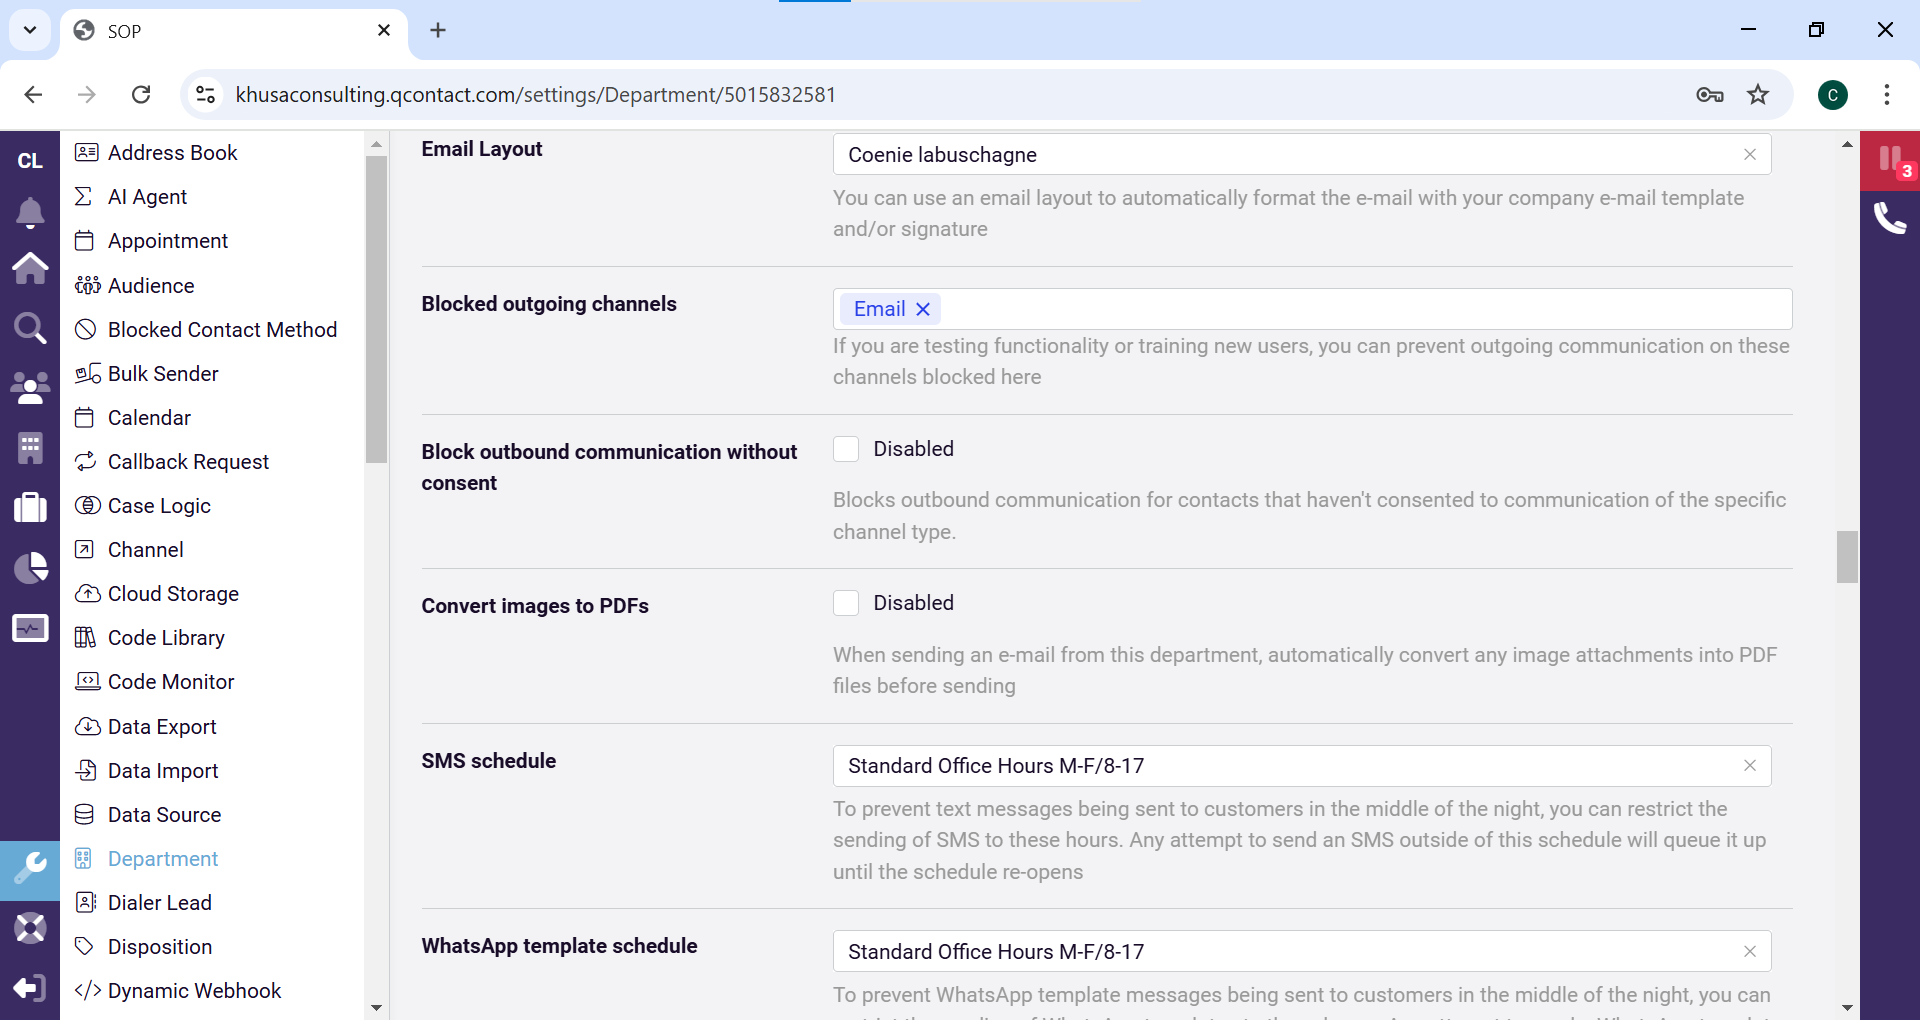 SOP
khusaconsulting.qcontact.com/settings/Department/5015832581
C
CL
3
Address Book
AI Agent
Appointment
Audience
Blocked Contact Method
Bulk Sender
Calendar
Callback Request
Case Logic
Channel
Cloud Storage
Code Library
Code Monitor
Data Export
Data Import
Data Source
Department
Dialer Lead
Disposition
Dynamic Webhook
Email Layout
Coenie labuschagne
You can use an email layout to automatically format the e-mail with your company e-mail template
and/or signature
Blocked outgoing channels
Email
If you are testing functionality or training new users, you can prevent outgoing communication on these
channels blocked here
Block outbound communication without
consent
Disabled
Blocks outbound communication for contacts that haven't consented to communication of the specific
channel type.
Convert images to PDFs
Disabled
When sending an e-mail from this department, automatically convert any image attachments into PDF
files before sending
SMS schedule
Standard Office Hours M-F/8-17
To prevent text messages being sent to customers in the middle of the night, you can restrict the
sending of SMS to these hours. Any attempt to send an SMS outside of this schedule will queue it up
until the schedule re-opens
WhatsApp template schedule
Standard Office Hours M-F/8-17
To prevent WhatsApp template messages being sent to customers in the middle of the night, you can